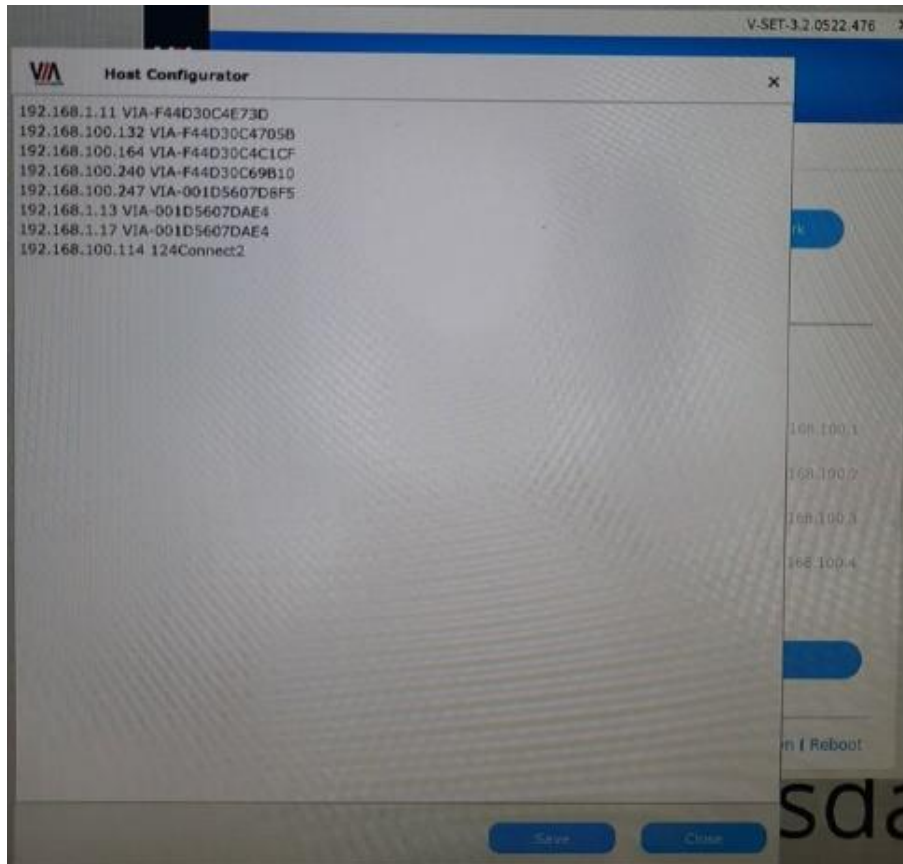 V-SET-3.2.0522.476
VIA Host Configurator
192.168.1.11 VIA-F44D30C4E73D
192.168.100.132 VIA-F44D30C4705B
192.168.100.164 VIA-F44D30C4C1CF
192.168.100.240 VIA-F44D30C69B10
192.168.100.247 VIA-001D5607D8F5
192.168.1.13 VIA-001D5607DAE4
192.168.1.17 VIA-001D5607DAE4
192.168.100.114 124Connect2
rk
168.100.1
168.100.2
168.100.3
168.100.4
n | Reboot
Save Close
sda